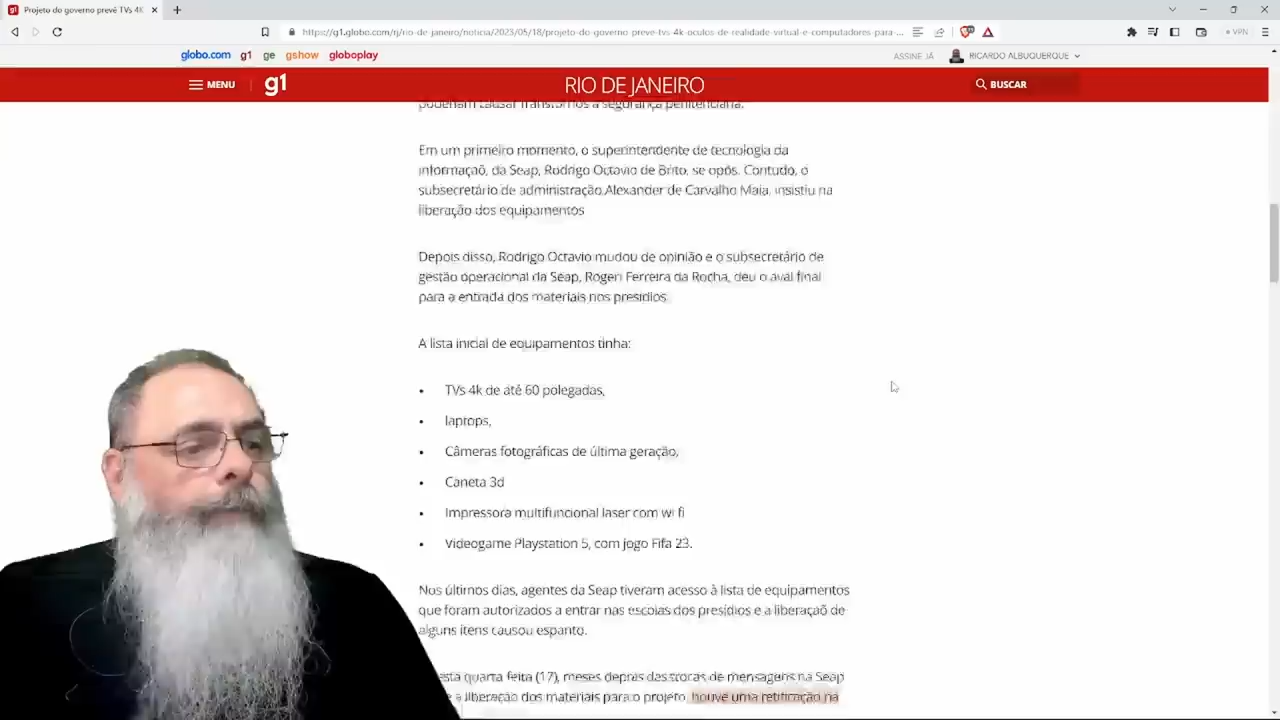 Projeto do governo prevê TVs 4K
https://g1.globo.com/rj/rio-de-janeiro/noticia/2023/05/18/projeto-do-governo-preve-tvs-4k-oculos-de-realidade-virtual-e-computadores-para-...
VPN
globo.com g1 ge gshow globoplay
ASSINE JÁ RICARDO ALBUQUERQUE
MENU g1 RIO DE JANEIRO BUSCAR
poderiam causar transtornos a segurança penitenciária.
Em um primeiro momento, o superintendente de tecnologia da
informaçõ, da Seap, Rodrigo Octavio de Brito, se opôs. Contudo, o
subsecretário de administração,Alexander de Carvalho Maia, insistiu na
liberação dos equipamentos
Depois disso, Rodrigo Octavio mudou de opinião e o subsecretário de
gestão operacional da Seap, Rogeri Ferreira da Rocha, deu o aval final
para a entrada dos materiais nos presídios.
A lista inicial de equipamentos tinha:
• TVs 4k de até 60 polegadas,
• laptops,
• Câmeras fotográficas de última geração,
• Caneta 3d
• Impressora multifuncional laser com wi fi
• Videogame Playstation 5, com jogo Fifa 23.
Nos últimos dias, agentes da Seap tiveram acesso à lista de equipamentos
que foram autorizados a entrar nas escolas dos presídios e a liberaçaõ de
alguns itens causou espanto.
esta quarta feira (17), meses depois das trocas de mensagens na Seap
e a liberação dos materiais para o projeto, houve uma retificação na